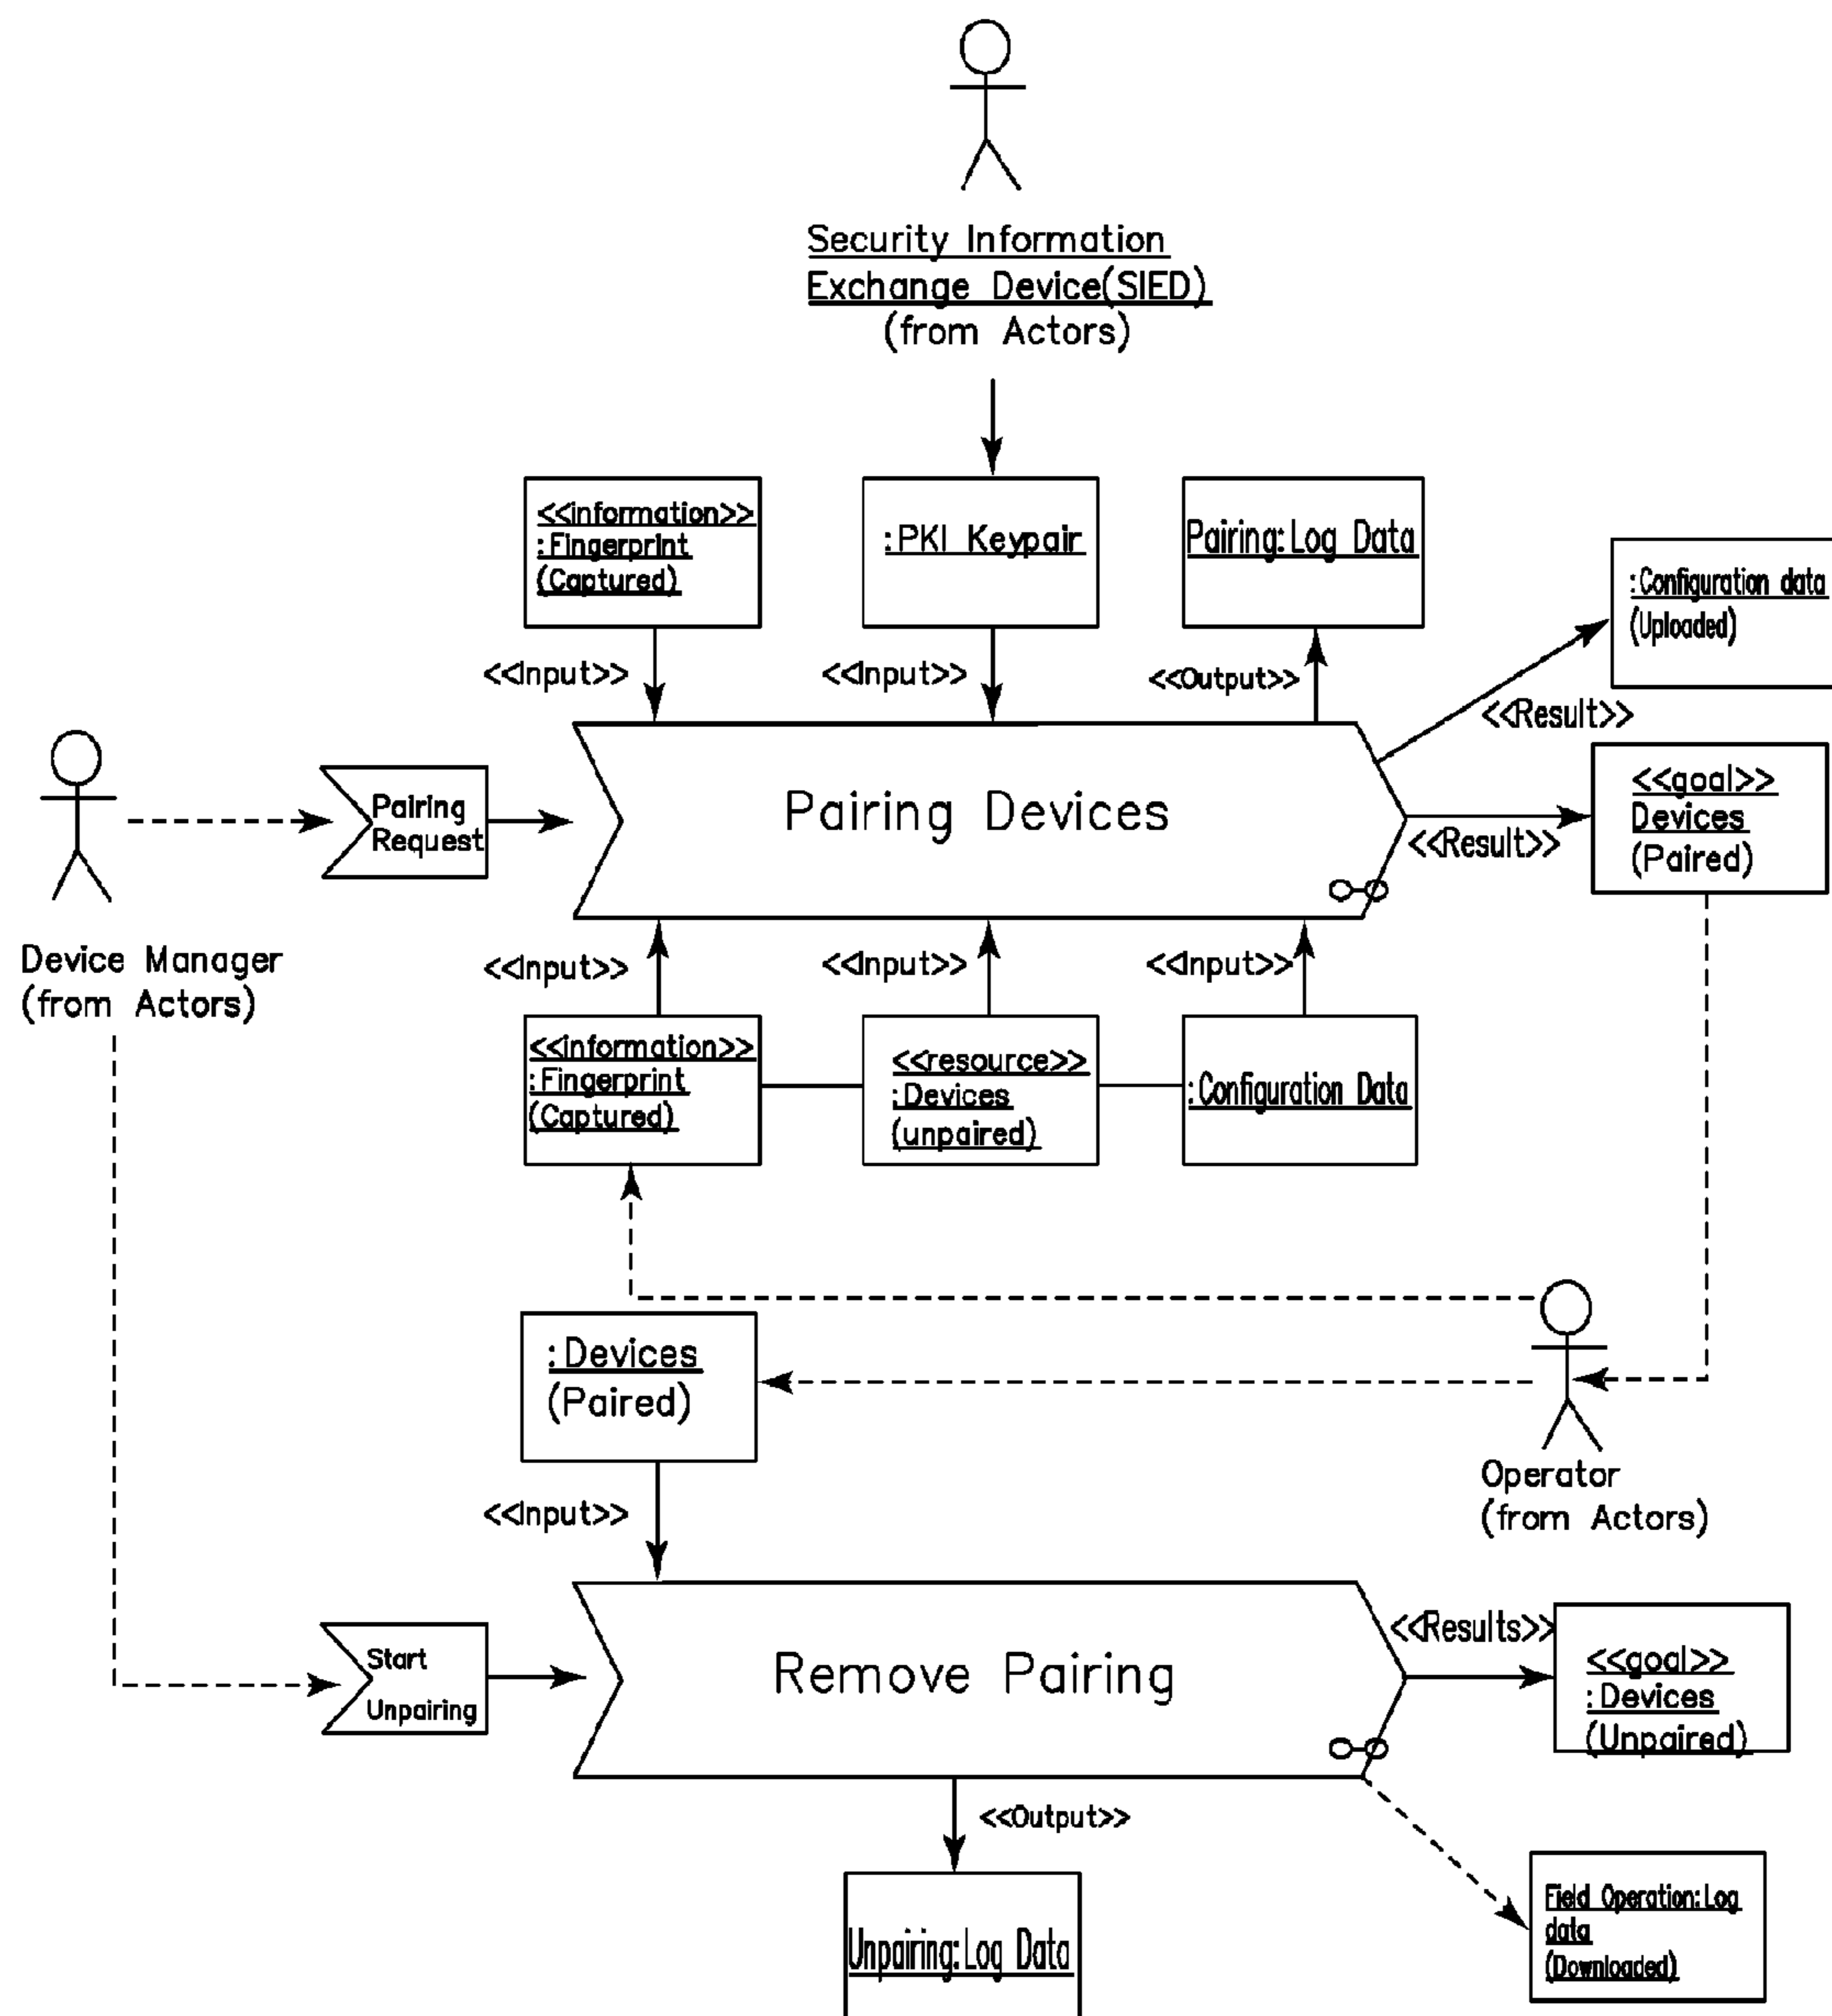 Security Information
Exchange Device(SIED)
(from Actors)
<<information>>
:Fingerprint
(Captured)
:PKI Keypair
Pairing:Log Data
:Configuration data
(Uploaded)
<<Input>>
<<Input>>
<<Output>>
<<Result>>
Pairing
Request
Pairing Devices
<<goal>>
Devices
(Paired)
<<Result>>
Device Manager
(from Actors)
<<Input>>
<<Input>>
<<Input>>
<<information>>
:Fingerprint
(Captured)
<<resource>>
:Devices
(unpaired)
:Configuration Data
:Devices
(Paired)
Operator
(from Actors)
<<Input>>
Start
Unpairing
Remove Pairing
<<Results>>
<<goal>>
:Devices
(Unpaired)
<<Output>>
Unpairing:Log Data
Field Operation:Log
data
(Downloaded)